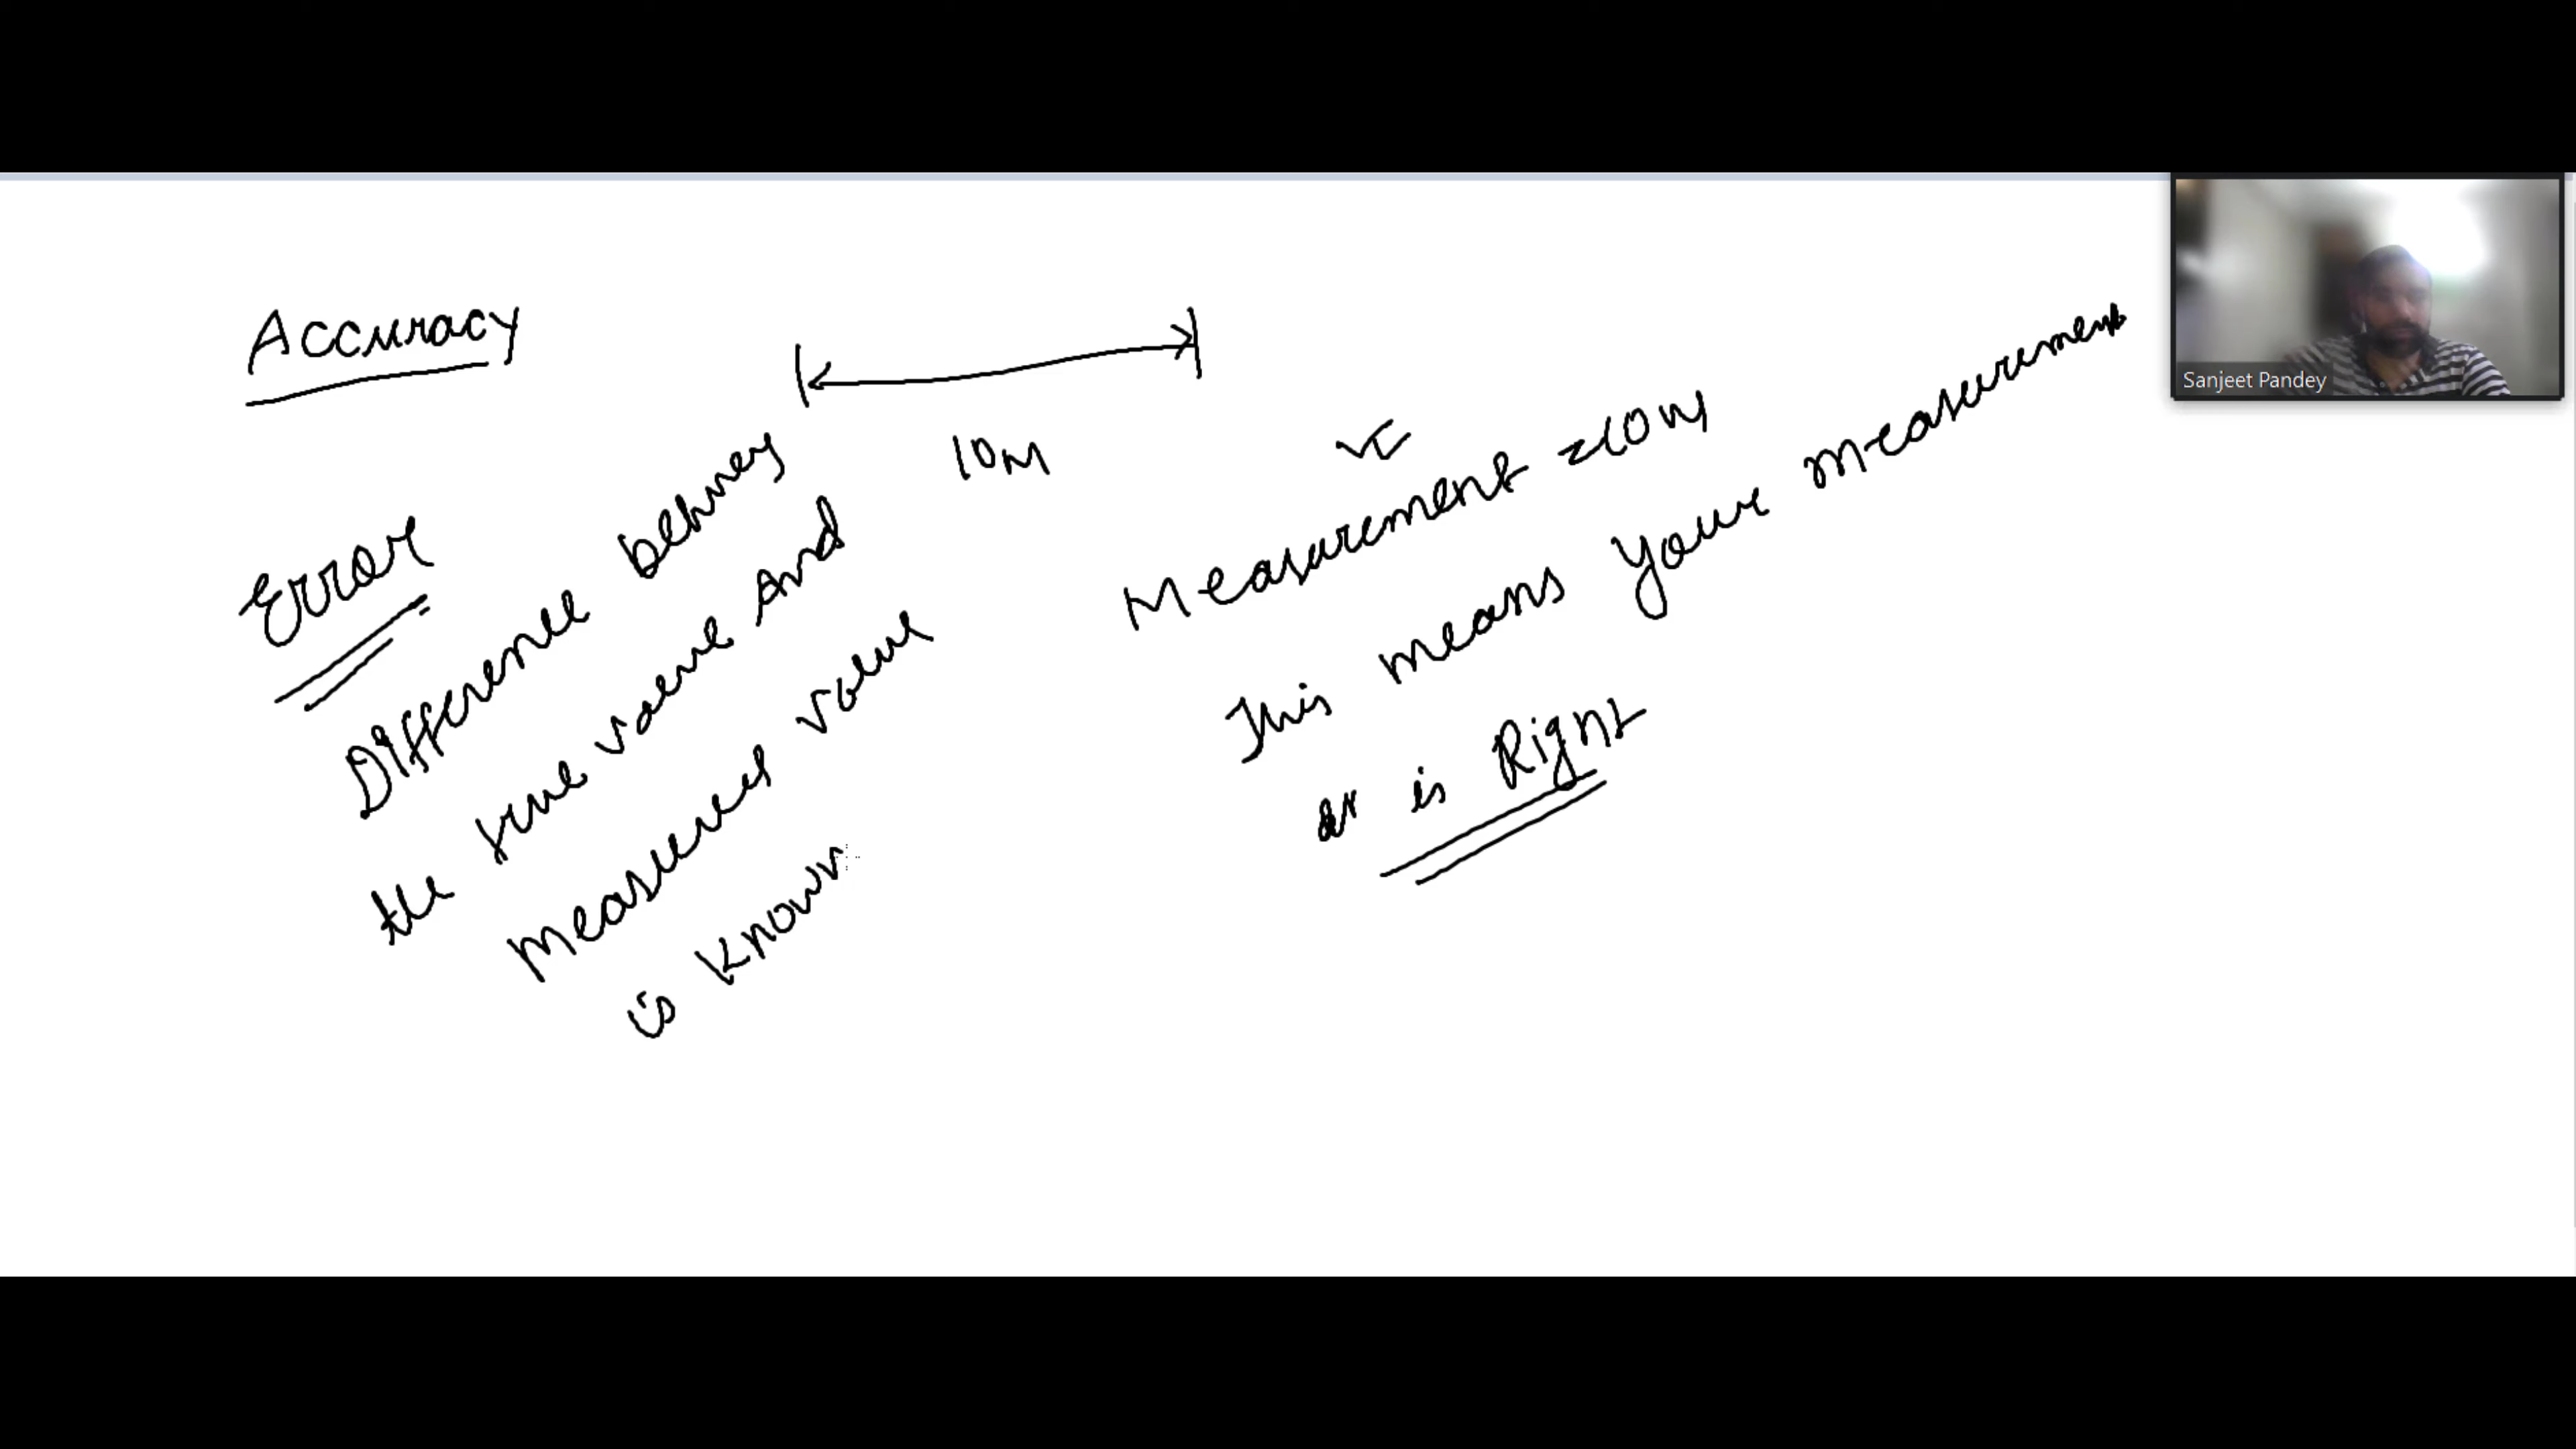 Accuracy
10m
Measurement = 10m
This means your measurement
is Right
Error
Difference between
the true value And
Measured value
is Known
Sanjeet Pandey